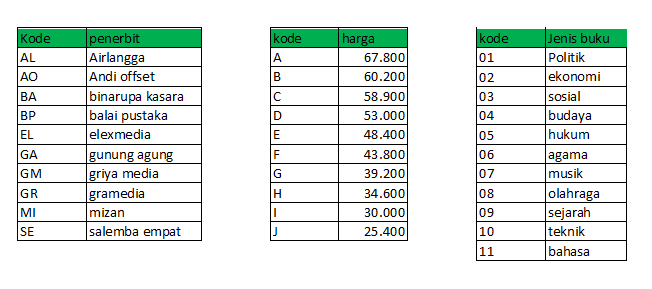 Kode penerbit
AL Airlangga
AO Andi offset
BA binarupa kasara
BP balai pustaka
EL elexmedia
GA gunung agung
GM griya media
GR gramedia
MI mizan
SE salemba empat
kode harga
A 67.800
B 60.200
C 58.900
D 53.000
E 48.400
F 43.800
G 39.200
H 34.600
I 30.000
J 25.400
kode Jenis buku
01 Politik
02 ekonomi
03 sosial
04 budaya
05 hukum
06 agama
07 musik
08 olahraga
09 sejarah
10 teknik
11 bahasa